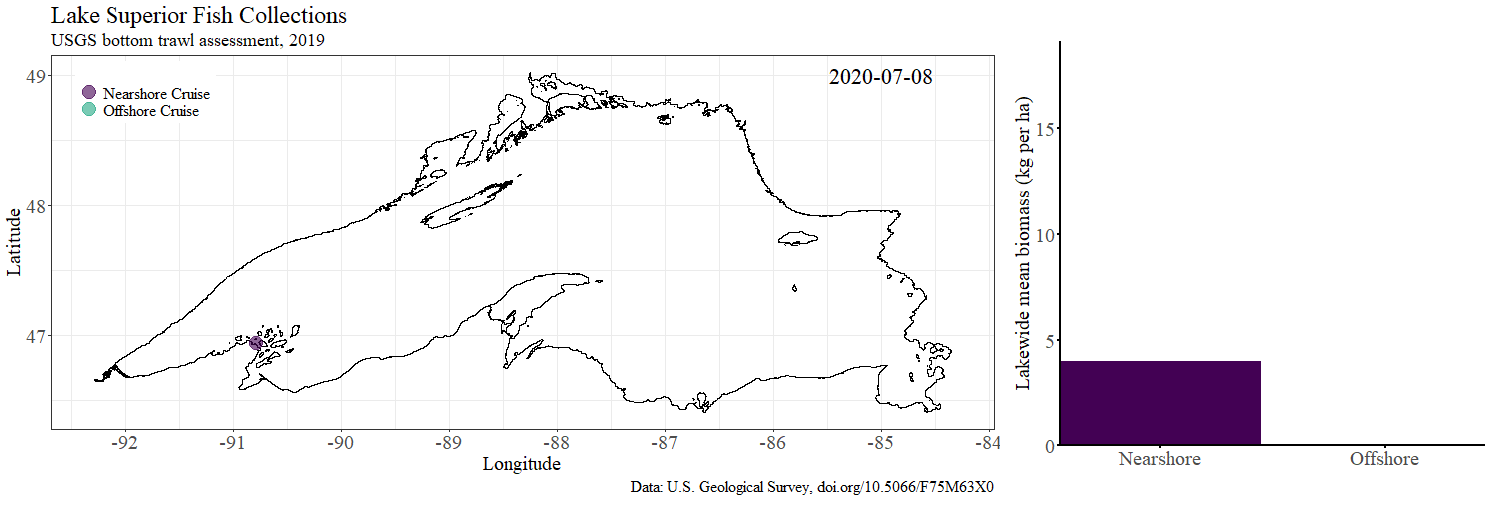 Lake Superior Fish Collections
USGS bottom trawl assessment, 2019
2020-07-08
Nearshore Cruise
Offshore Cruise
Latitude
49
48
47
-92
-91
-90
-89
-88
-87
-86
-85
-84
Longitude
Data: U.S. Geological Survey, doi.org/10.5066/F75M63X0
Lakewide mean biomass (kg per ha)
15
10
5
0
Nearshore
Offshore